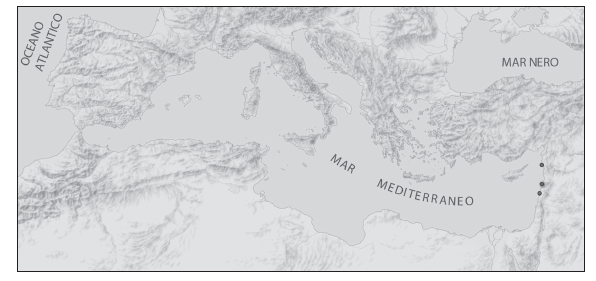 OCEANO
ATLANTICO
MAR NERO
MAR MEDITERRANEO